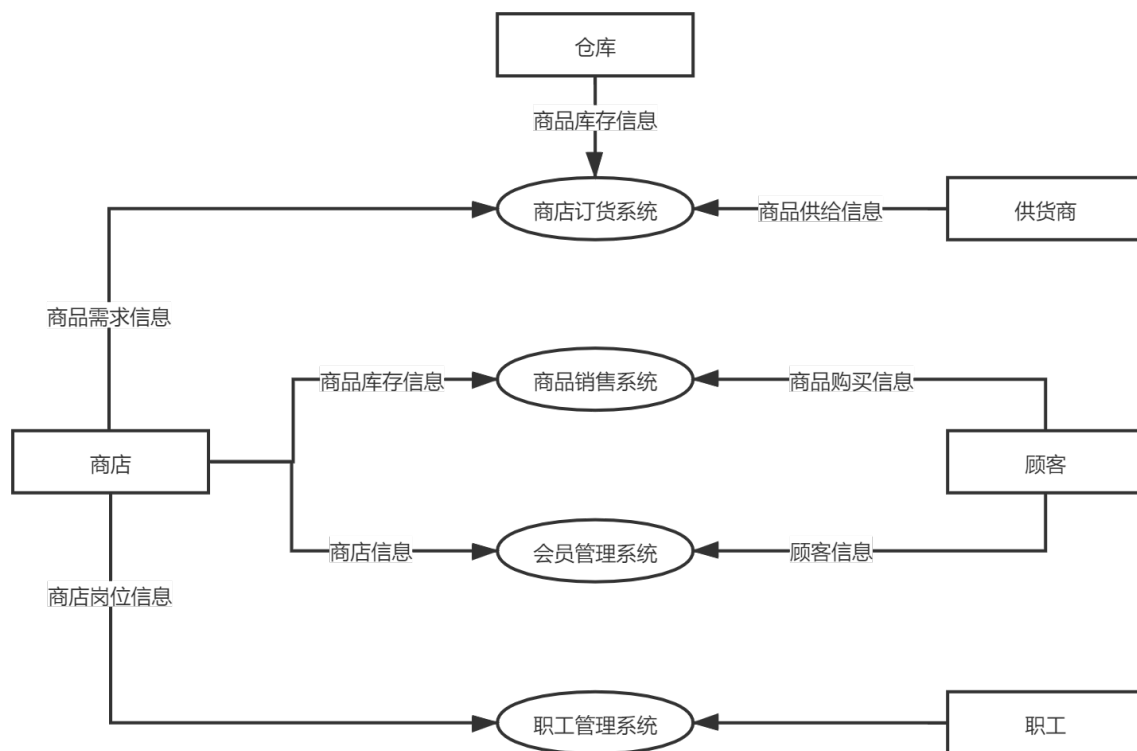 仓库
商品库存信息
商店订货系统
商品供给信息
供货商
商品需求信息
商品库存信息
商品销售系统
商品购买信息
商店
顾客
商店信息
会员管理系统
顾客信息
商店岗位信息
职工管理系统
职工